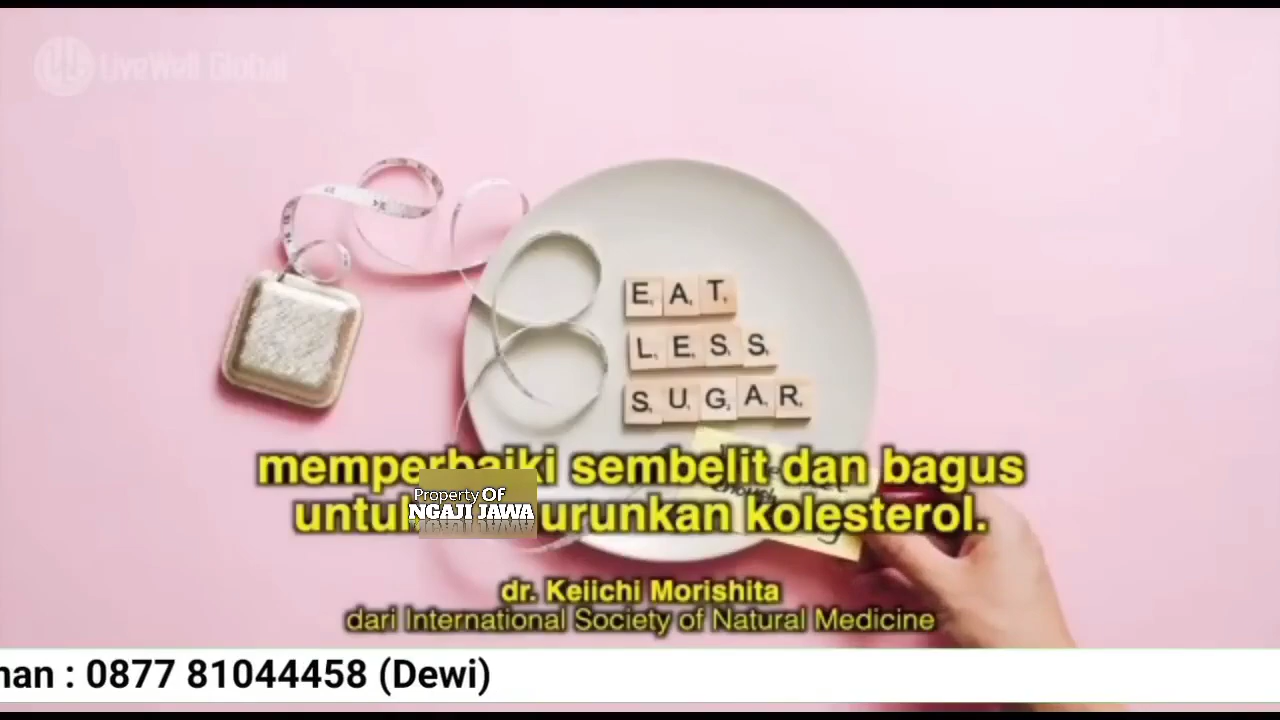 LiveWell Global
EAT
LESS
SUGAR
memperbaiki sembelit dan bagus
untuk urunkan kolesterol.
Property OF
NGAJI JAWA
dr. Keiichi Morishita
dari International Society of Natural Medicine
nan : 0877 81044458 (Dewi)